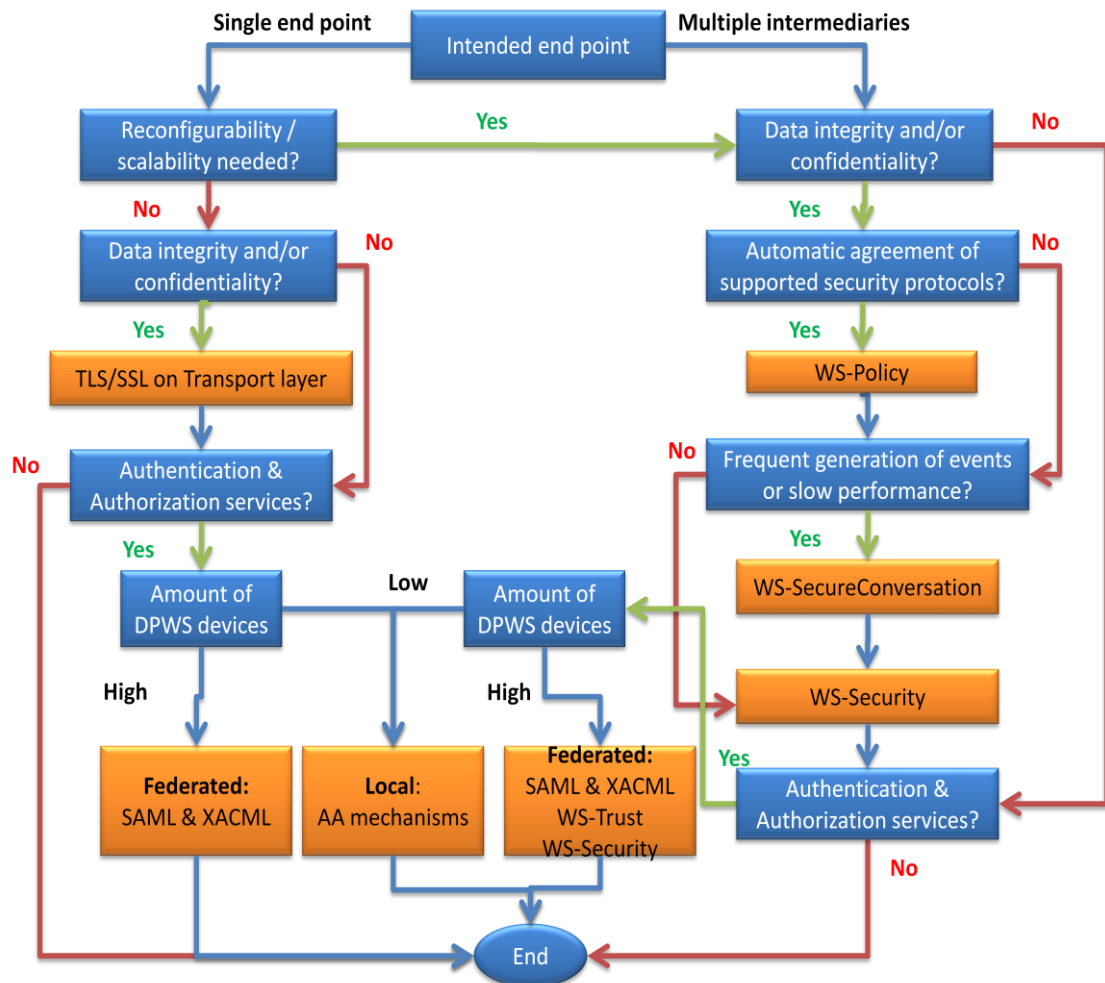 Single end point
Intended end point
Multiple intermediaries
Reconfigurability /
scalability needed?
Yes
Data integrity and/or
confidentiality?
No
No
Yes
Data integrity and/or
confidentiality?
No
Automatic agreement of
supported security protocols?
No
Yes
Yes
TLS/SSL on Transport layer
WS-Policy
No
Authentication &
Authorization services?
No
Frequent generation of events
or slow performance?
Yes
Yes
Amount of
DPWS devices
Low
Amount of
DPWS devices
WS-SecureConversation
High
High
WS-Security
Yes
Federated:
SAML & XACML
Local:
AA mechanisms
Federated:
SAML & XACML
WS-Trust
WS-Security
Authentication &
Authorization services?
No
End